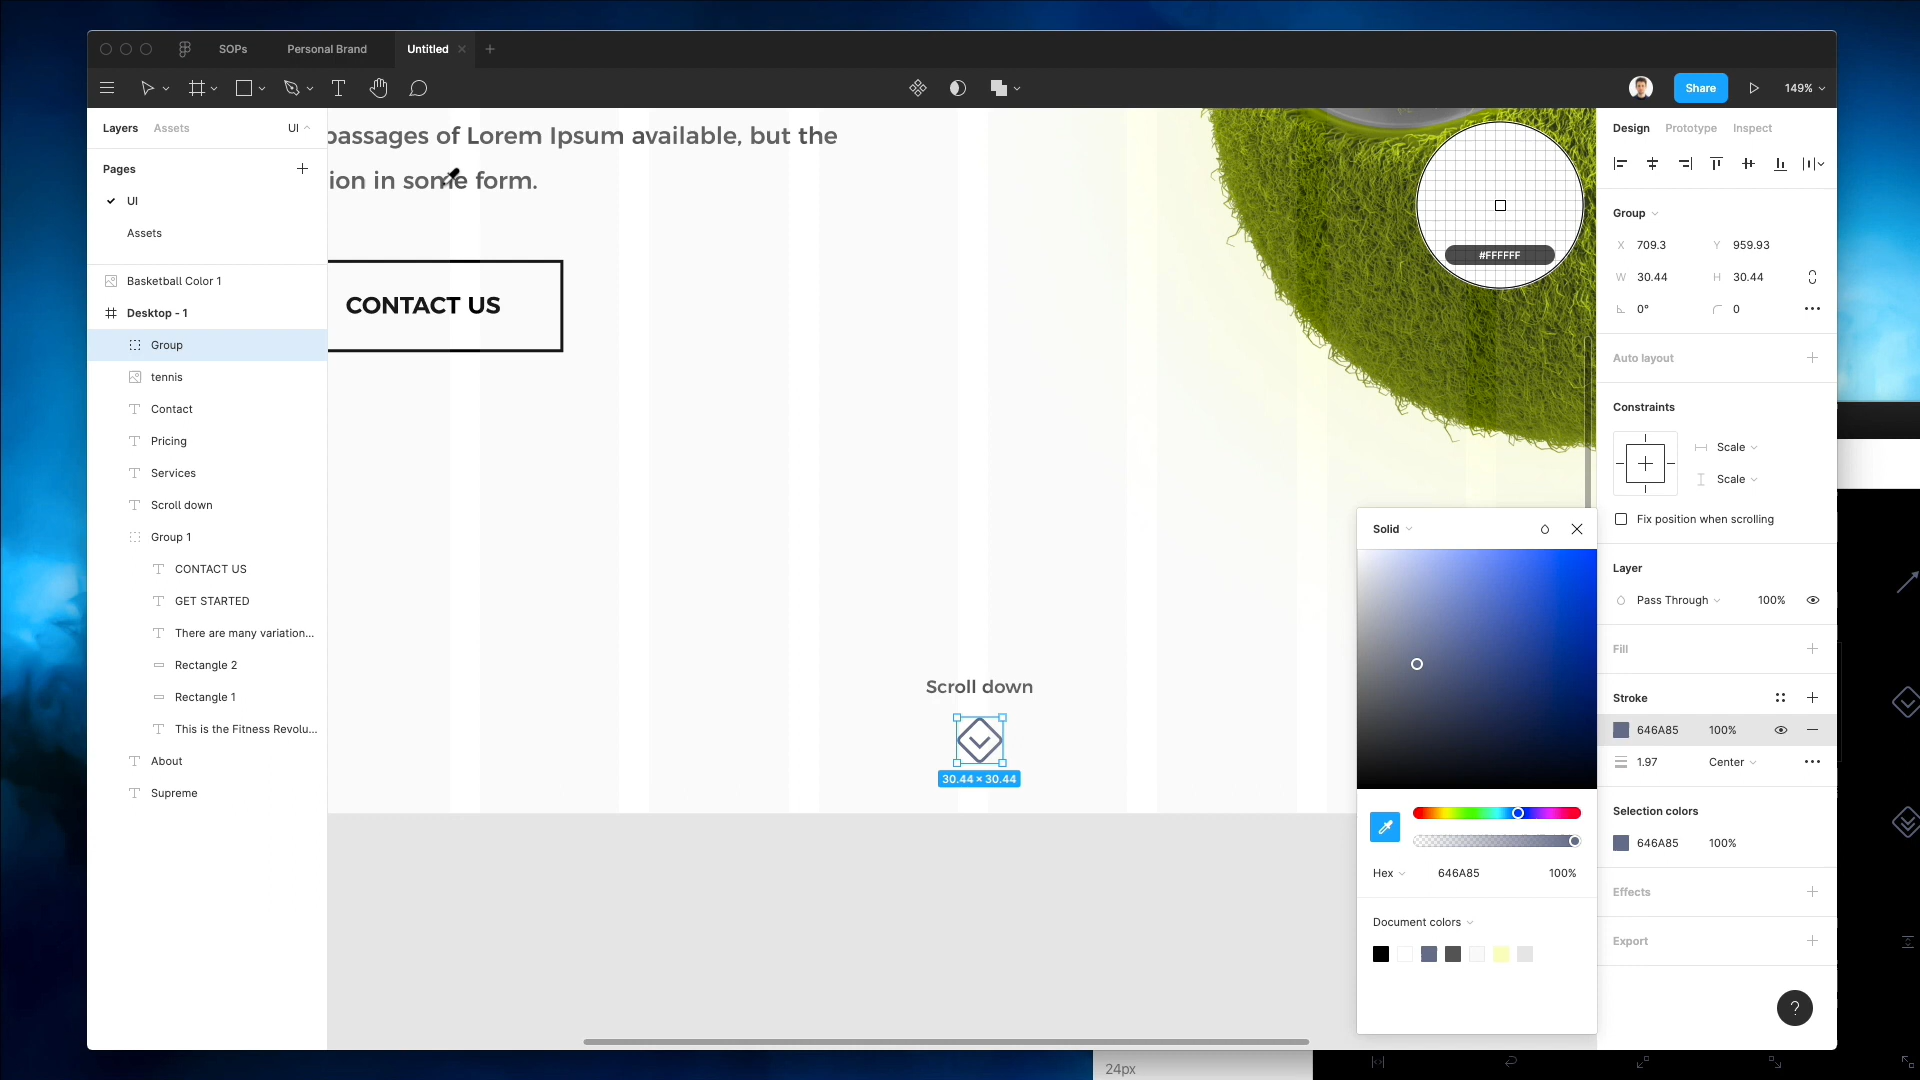 SOPs
Personal Brand
Untitled
Share
149%
Layers
Assets
UI
Pages
UI
Assets
Basketball Color 1
Desktop - 1
Group
tennis
Contact
Pricing
Services
Scroll down
Group 1
CONTACT US
GET STARTED
There are many variation...
Rectangle 2
Rectangle 1
This is the Fitness Revolu...
About
Supreme
passages of Lorem Ipsum available, but the
ion in some form.
CONTACT US
#FFFFFF
Scroll down
30.44 × 30.44
Solid
Hex
646A85
100%
Document colors
Design
Prototype
Inspect
Group
X 709.3
Y 959.93
W 30.44
H 30.44
0°
0
Auto layout
Constraints
Scale
Scale
Fix position when scrolling
Layer
Pass Through
100%
Fill
Stroke
646A85
100%
1.97
Center
Selection colors
646A85
100%
Effects
Export
?
24px